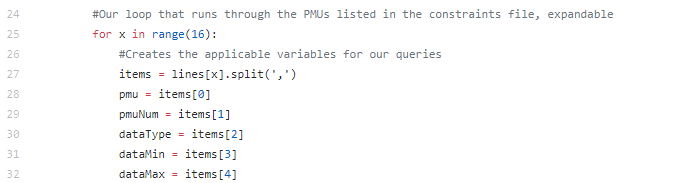 24 #Our loop that runs through the PMUs listed in the constraints file, expandable
25 for x in range(16):
26 #Creates the applicable variables for our queries
27 items = lines[x].split(',')
28 pmu = items[0]
29 pmuNum = items[1]
30 dataType = items[2]
31 dataMin = items[3]
32 dataMax = items[4]